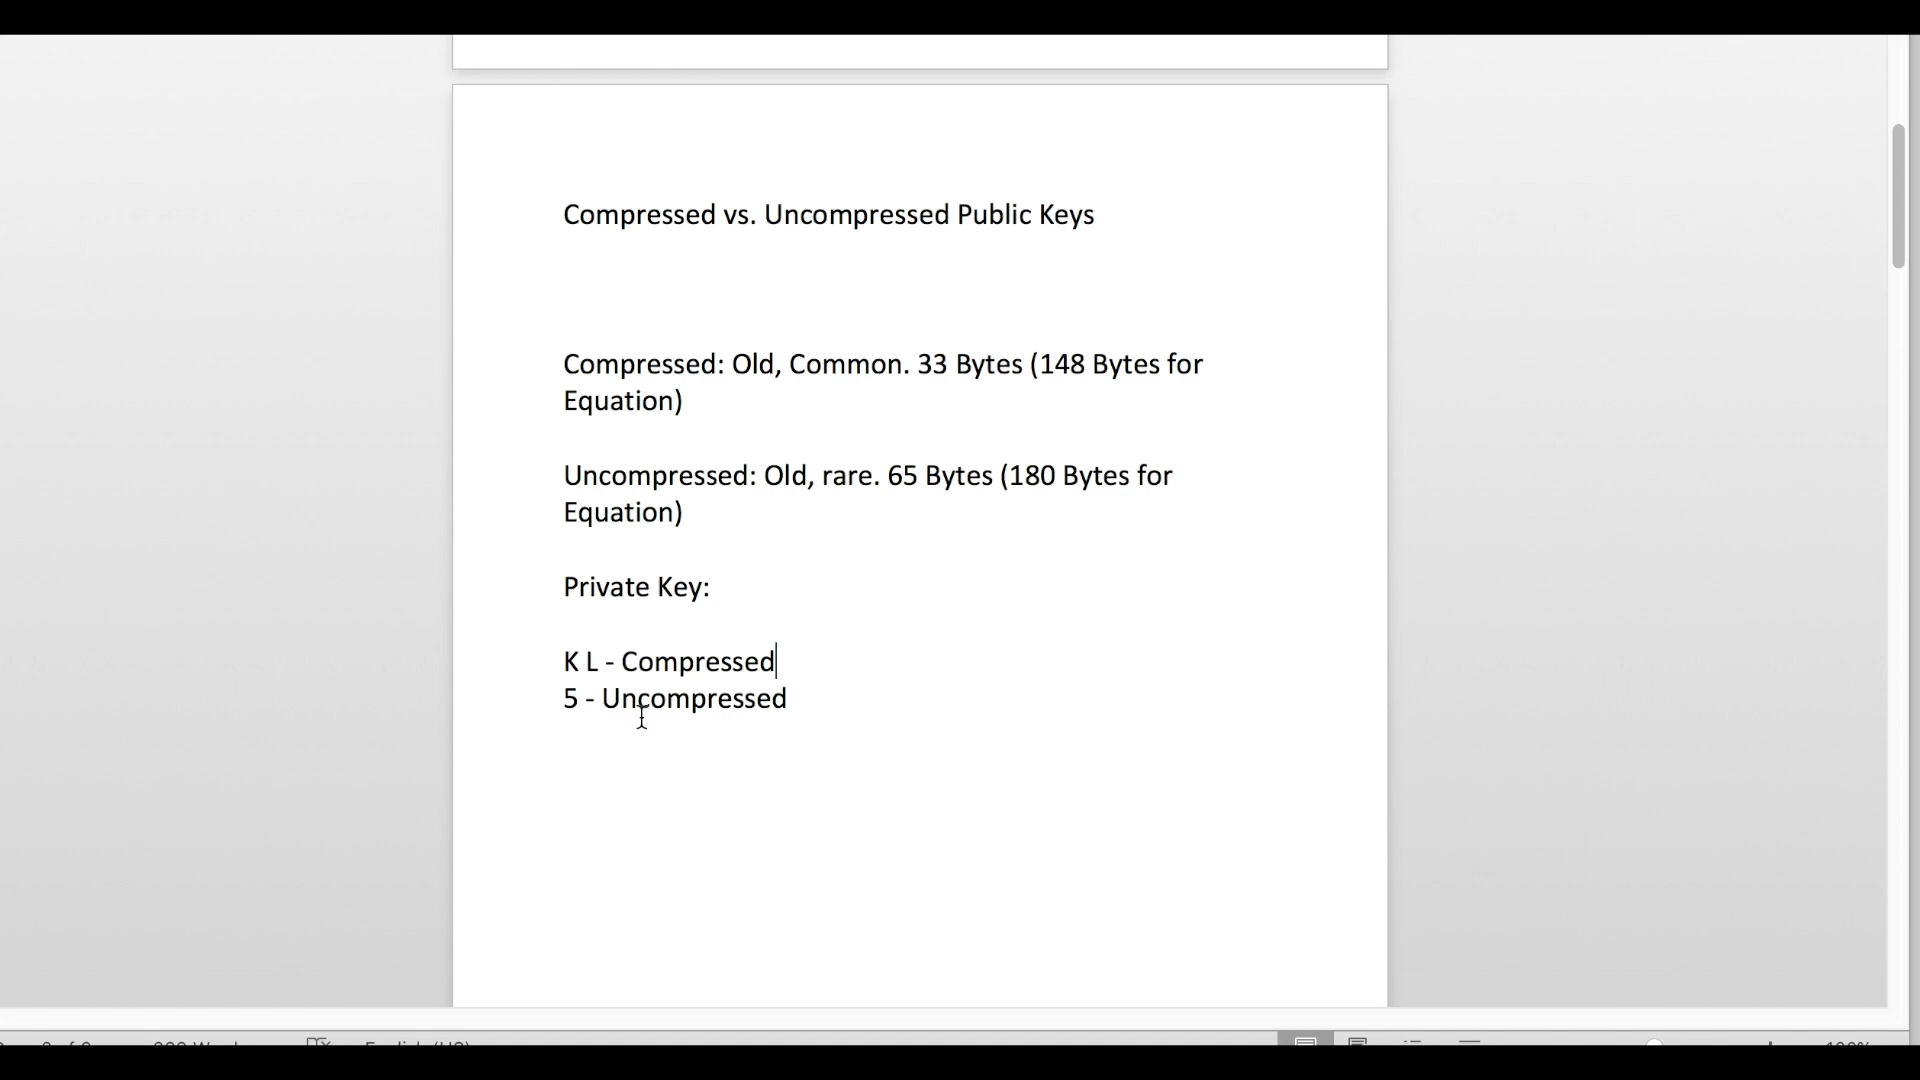 Compressed vs. Uncompressed Public Keys
Compressed: Old, Common. 33 Bytes (148 Bytes for
Equation)
Uncompressed: Old, rare. 65 Bytes (180 Bytes for
Equation)
Private Key:
K L - Compressed
5 - Uncompressed